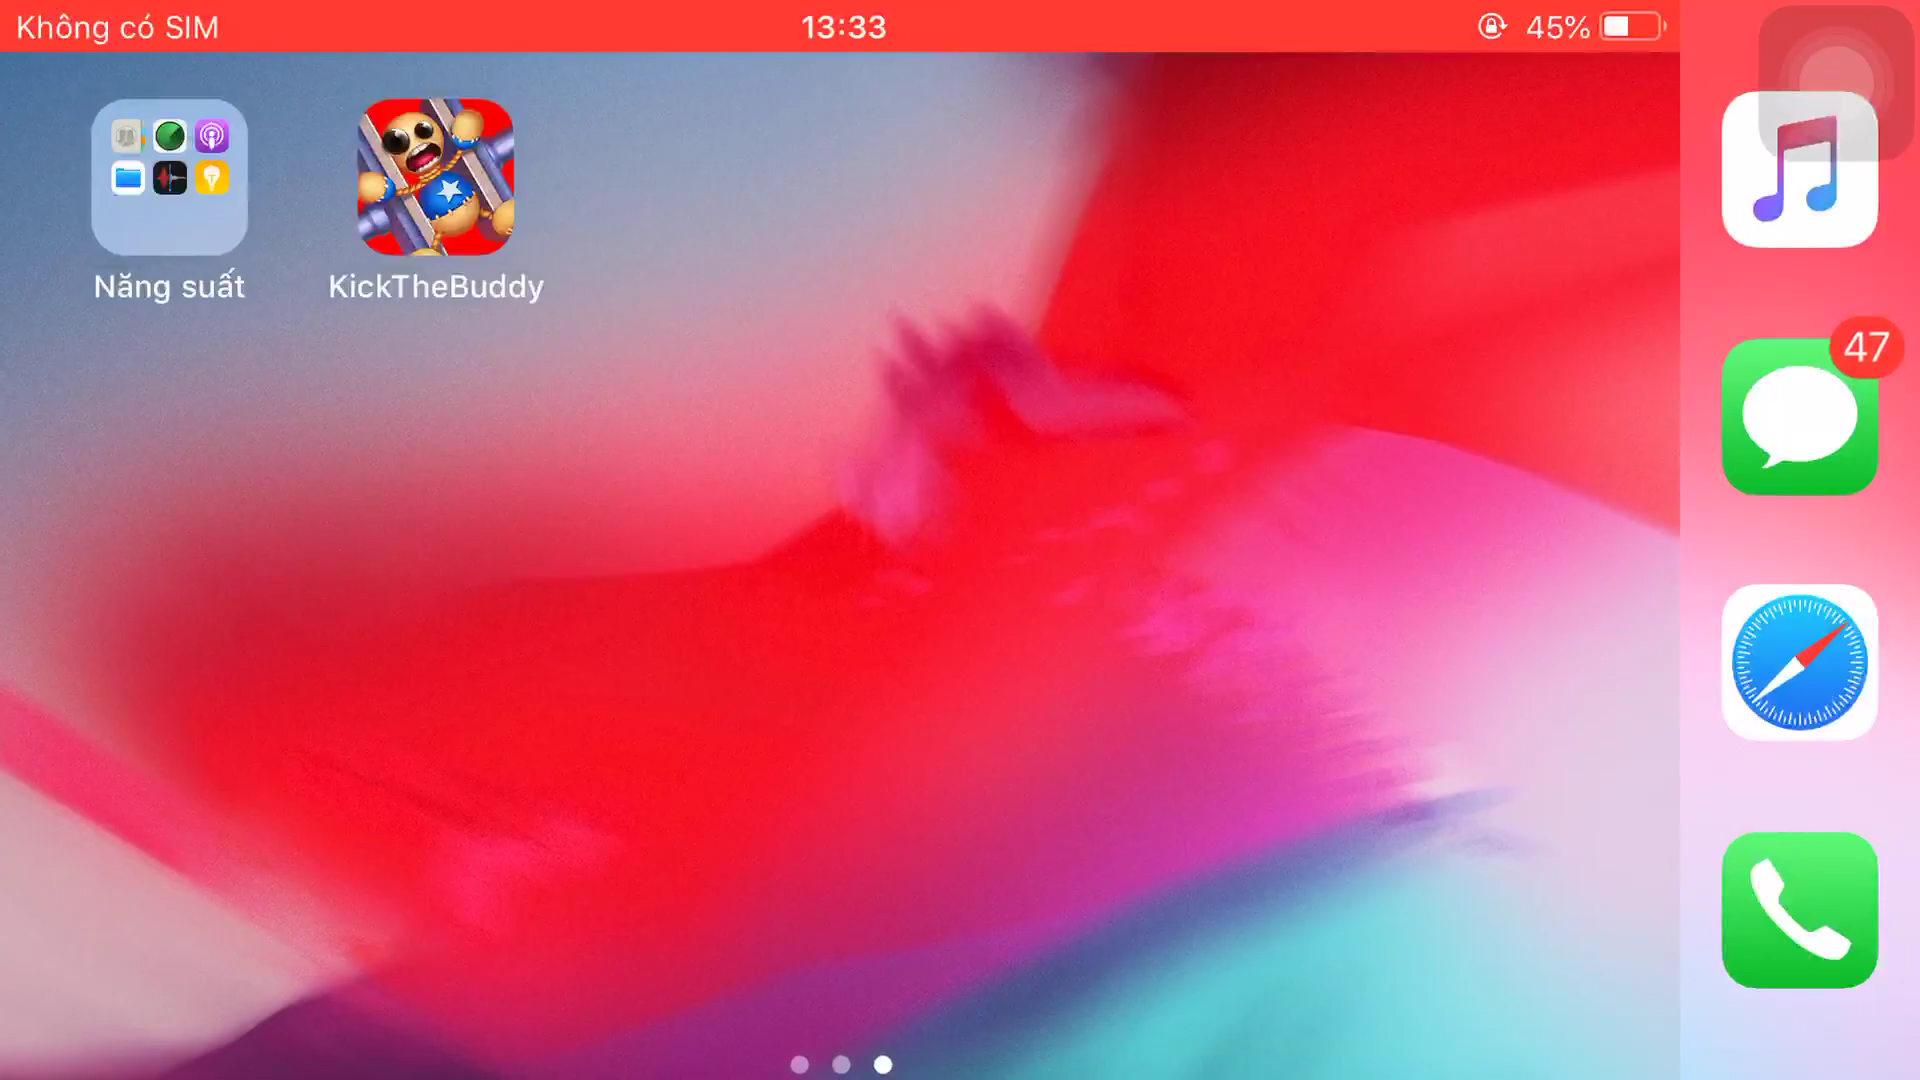 Không có SIM
13:33
45%
Năng suất
KickTheBuddy
47